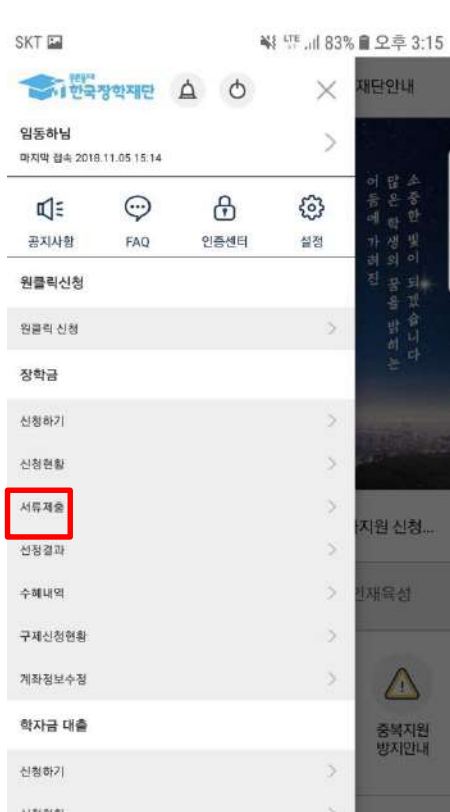 SKT LTE 83% 오후 3:15
한국장학재단
재단안내
임동하님
마지막 접속 2018.11.05 15:14
공지사항 FAQ 인증센터 설정
원클릭신청
원클릭 신청
장학금
신청하기
신청현황
서류제출
선정결과
수혜내역
구제신청현황
계좌정보수정
학자금 대출
신청하기
소중한 빛이 되겠습니다
많은 학생의 꿈을 밝히는
어둠에 가려진
지원 신청...
인재육성
중복지원
방지안내